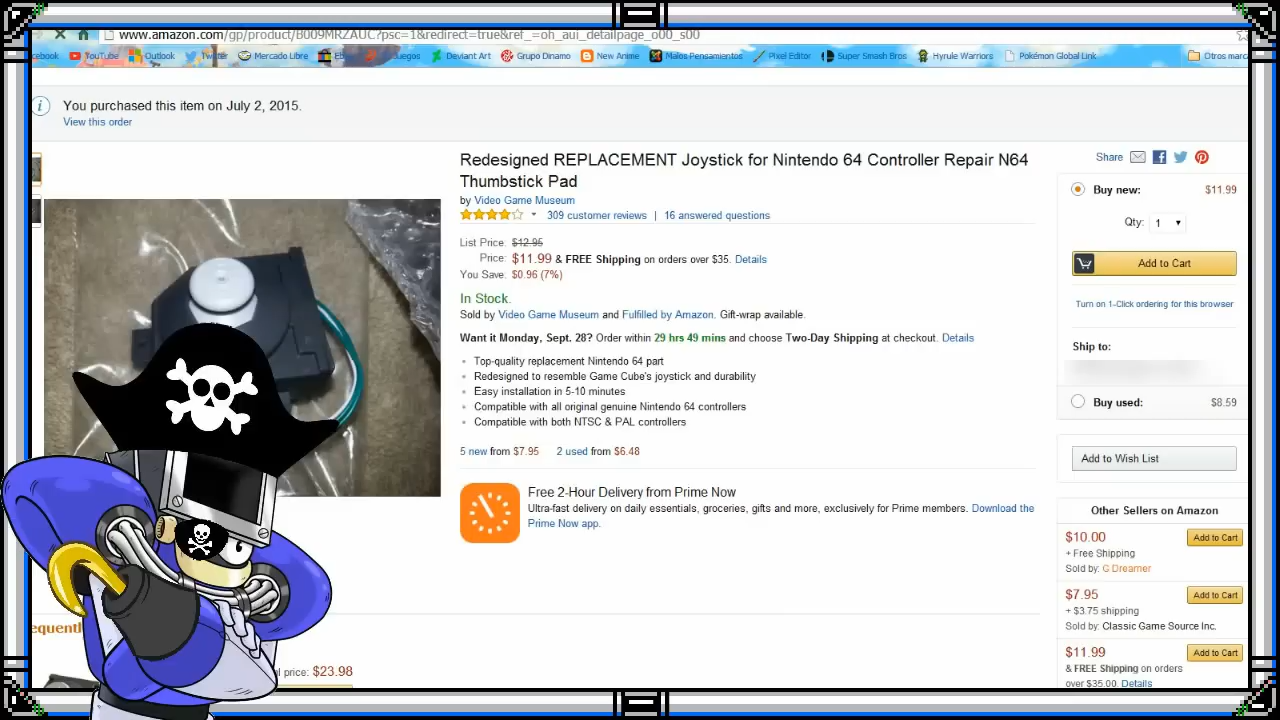 www.amazon.com/gp/product/B009MRZAUC?psc=1&redirect=true&ref_=oh_aui_detailpage_o00_s00
cebook YouTube Outlook Twitter Mercado Libre Juegos Deviant Art Grupo Dinamo New Anime Malos Pensamientos Pixel Editor Super Smash Bros Hyrule Warriors Pokémon Global Link Otros marc
You purchased this item on July 2, 2015.
View this order
Redesigned REPLACEMENT Joystick for Nintendo 64 Controller Repair N64
Thumbstick Pad
by Video Game Museum
309 customer reviews | 16 answered questions
List Price: $12.95
Price: $11.99 & FREE Shipping on orders over $35. Details
You Save: $0.96 (7%)
In Stock.
Sold by Video Game Museum and Fulfilled by Amazon. Gift-wrap available.
Want it Monday, Sept. 28? Order within 29 hrs 49 mins and choose Two-Day Shipping at checkout. Details
Top-quality replacement Nintendo 64 part
Redesigned to resemble Game Cube's joystick and durability
Easy installation in 5-10 minutes
Compatible with all original genuine Nintendo 64 controllers
Compatible with both NTSC & PAL controllers
5 new from $7.95 2 used from $6.48
Free 2-Hour Delivery from Prime Now
Ultra-fast delivery on daily essentials, groceries, gifts and more, exclusively for Prime members. Download the
Prime Now app.
equentl
l price: $23.98
Share
Buy new: $11.99
Qty: 1
Add to Cart
Turn on 1-Click ordering for this browser
Ship to:
Buy used: $8.59
Add to Wish List
Other Sellers on Amazon
$10.00 Add to Cart
+ Free Shipping
Sold by: G Dreamer
$7.95 Add to Cart
+ $3.75 shipping
Sold by: Classic Game Source Inc.
$11.99 Add to Cart
& FREE Shipping on orders
over $35.00. Details